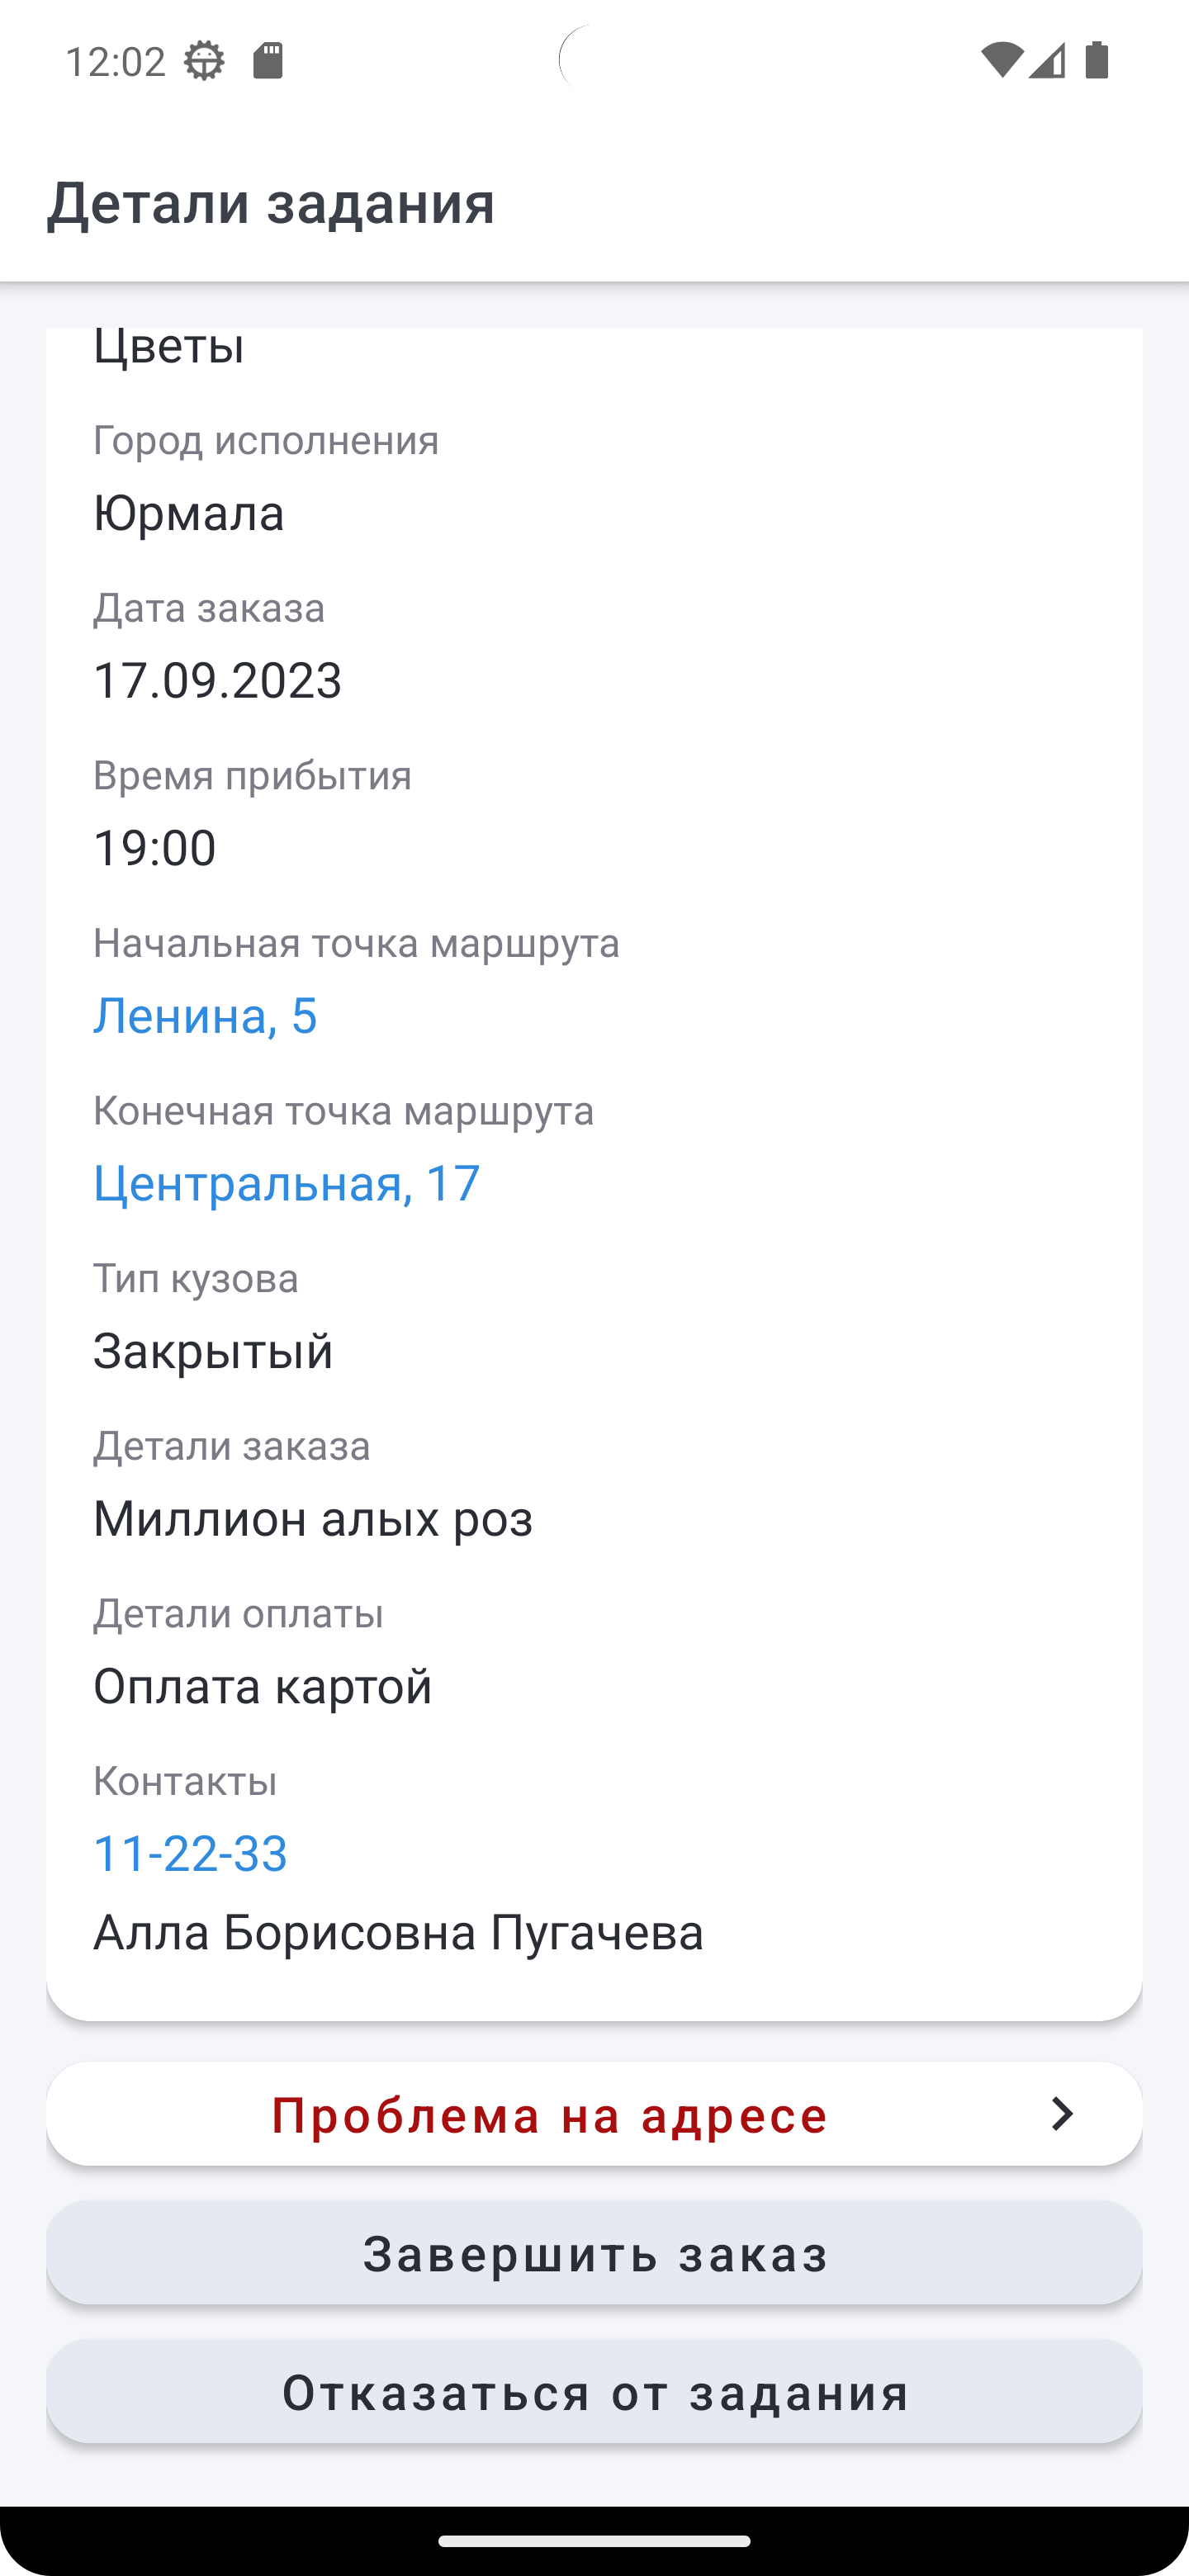 12:02
Детали задания
Цветы
Город исполнения
Юрмала
Дата заказа
17.09.2023
Время прибытия
19:00
Начальная точка маршрута
Ленина, 5
Конечная точка маршрута
Центральная, 17
Тип кузова
Закрытый
Детали заказа
Миллион алых роз
Детали оплаты
Оплата картой
Контакты
11-22-33
Алла Борисовна Пугачева
Проблема на адресе
Завершить заказ
Отказаться от задания